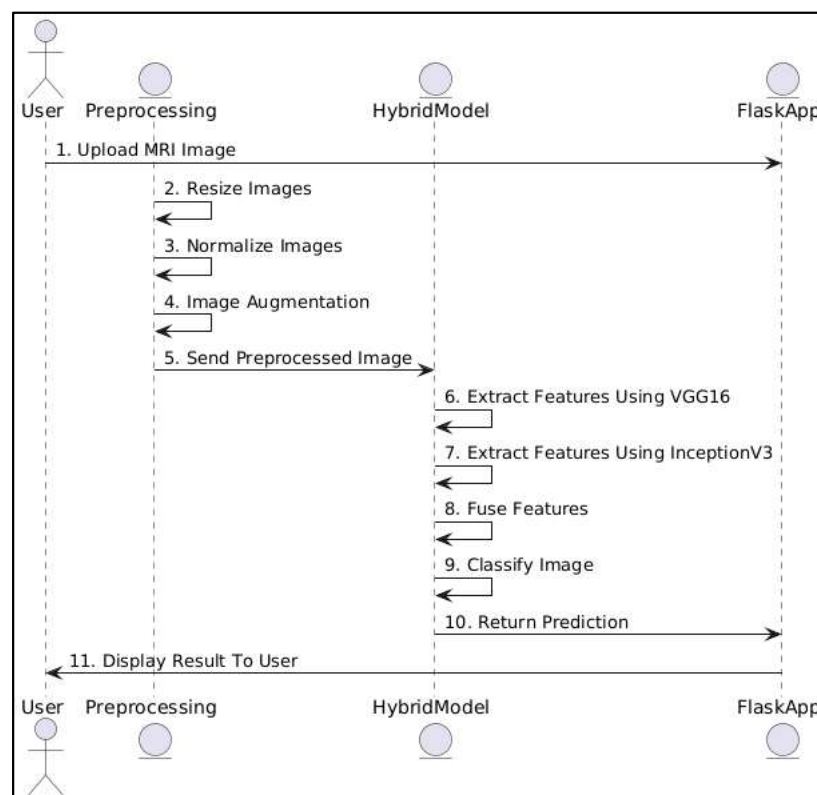 User Preprocessing HybridModel FlaskApp
1. Upload MRI Image
2. Resize Images
3. Normalize Images
4. Image Augmentation
5. Send Preprocessed Image
6. Extract Features Using VGG16
7. Extract Features Using InceptionV3
8. Fuse Features
9. Classify Image
10. Return Prediction
11. Display Result To User
User Preprocessing HybridModel FlaskApp